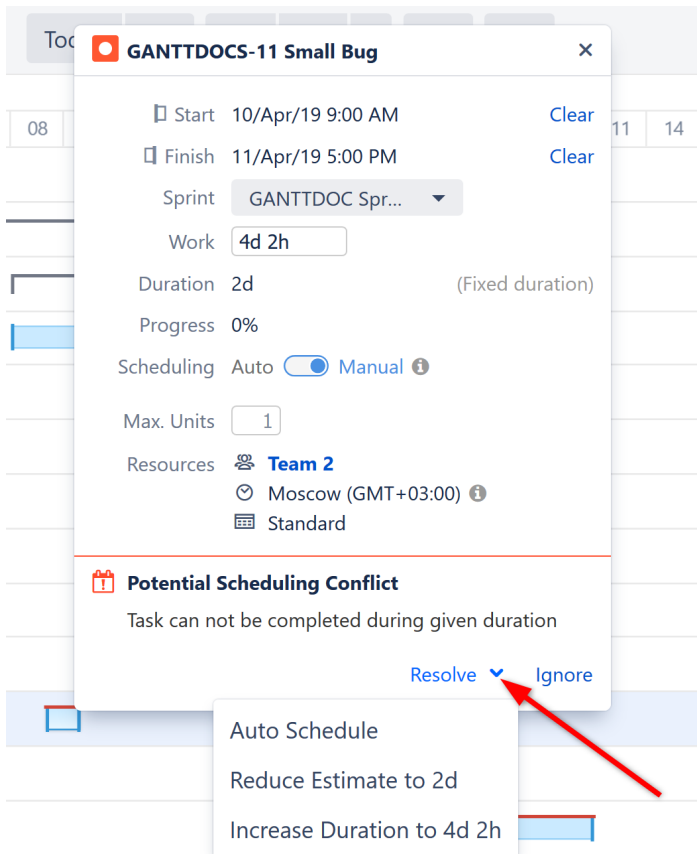 GANTTDOCS-11 Small Bug
08
11
14
Start 10/Apr/19 9:00 AM Clear
Finish 11/Apr/19 5:00 PM Clear
Sprint GANTTDOC Spr...
Work 4d 2h
Duration 2d (Fixed duration)
Progress 0%
Scheduling Auto Manual
Max. Units 1
Resources Team 2
Moscow (GMT+03:00)
Standard
Potential Scheduling Conflict
Task can not be completed during given duration
Resolve Ignore
Auto Schedule
Reduce Estimate to 2d
Increase Duration to 4d 2h